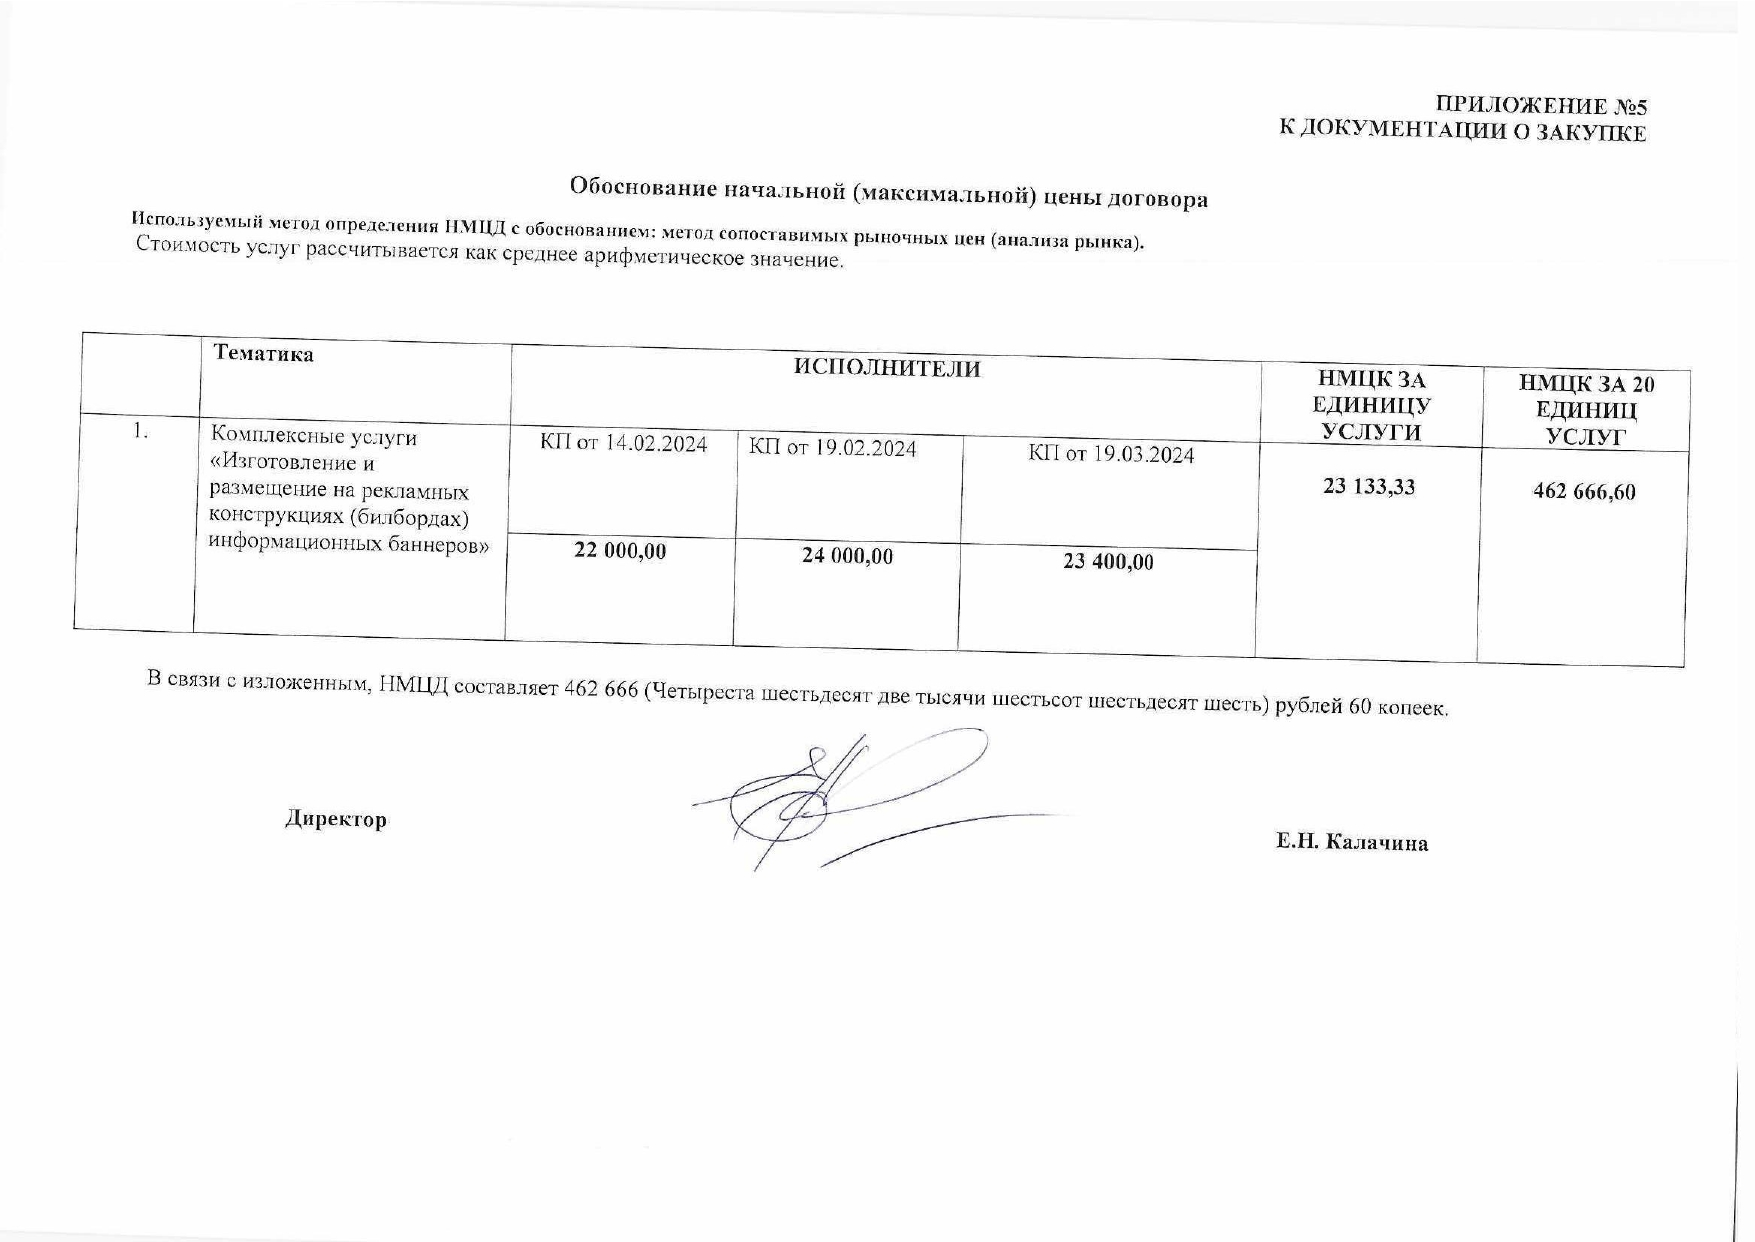 ПРИЛОЖЕНИЕ №5
К ДОКУМЕНТАЦИИ О ЗАКУПКЕ
Обоснование начальной (максимальной) цены договора
Используемый метод определения НМЦД с обоснованием: метод сопоставимых рыночных цен (анализа рынка).
Стоимость услуг рассчитывается как среднее арифметическое значение.
Тематика
ИСПОЛНИТЕЛИ
НМЦК ЗА
ЕДИНИЦУ
УСЛУГИ
НМЦК ЗА 20
ЕДИНИЦ
УСЛУГ
1.
Комплексные услуги
«Изготовление и
размещение на рекламных
конструкциях (билбордах)
информационных баннеров»
КП от 14.02.2024
КП от 19.02.2024
КП от 19.03.2024
23 133,33
462 666,60
22 000,00
24 000,00
23 400,00
В связи с изложенным, НМЦД составляет 462 666 (Четыреста шестьдесят две тысячи шестьсот шестьдесят шесть) рублей 60 копеек.
Директор
Е.Н. Калачина